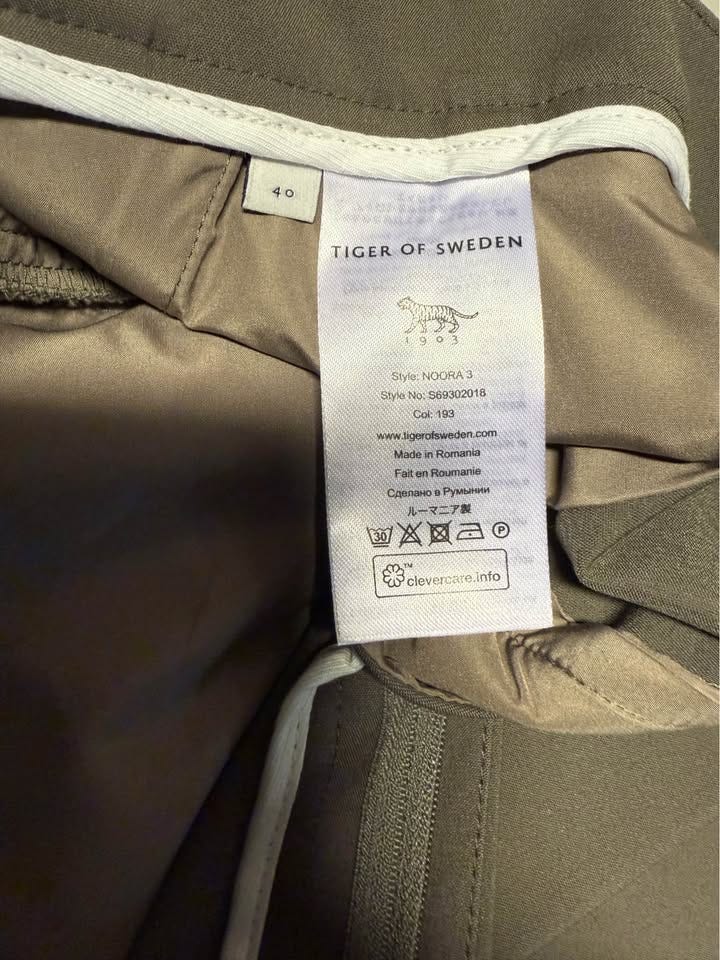 40
TIGER OF SWEDEN
1903
Style: NOORA 3
Style No: S69302018
Col: 193
www.tigerofsweden.com
Made in Romania
Fait en Roumanie
Сделано в Румынии
ルーマニア製
30 P
clevercare.info™